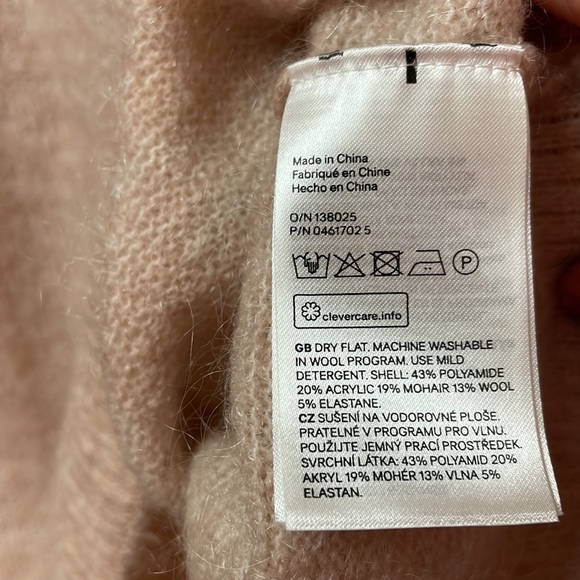 Made in China
Fabriqué en Chine
Hecho en China
O/N 138025
P/N 0461702 5
P
clevercare.info
GB DRY FLAT. MACHINE WASHABLE
IN WOOL PROGRAM. USE MILD
DETERGENT. SHELL: 43% POLYAMIDE
20% ACRYLIC 19% MOHAIR 13% WOOL
5% ELASTANE.
CZ SUŠENÍ NA VODOROVNÉ PLOŠE.
PRATELNÉ V PROGRAMU PRO VLNU.
POUŽIJTE JEMNÝ PRACÍ PROSTŘEDEK.
SVRCHNÍ LÁTKA: 43% POLYAMID 20%
AKRYL 19% MOHÉR 13% VLNA 5%
ELASTAN.